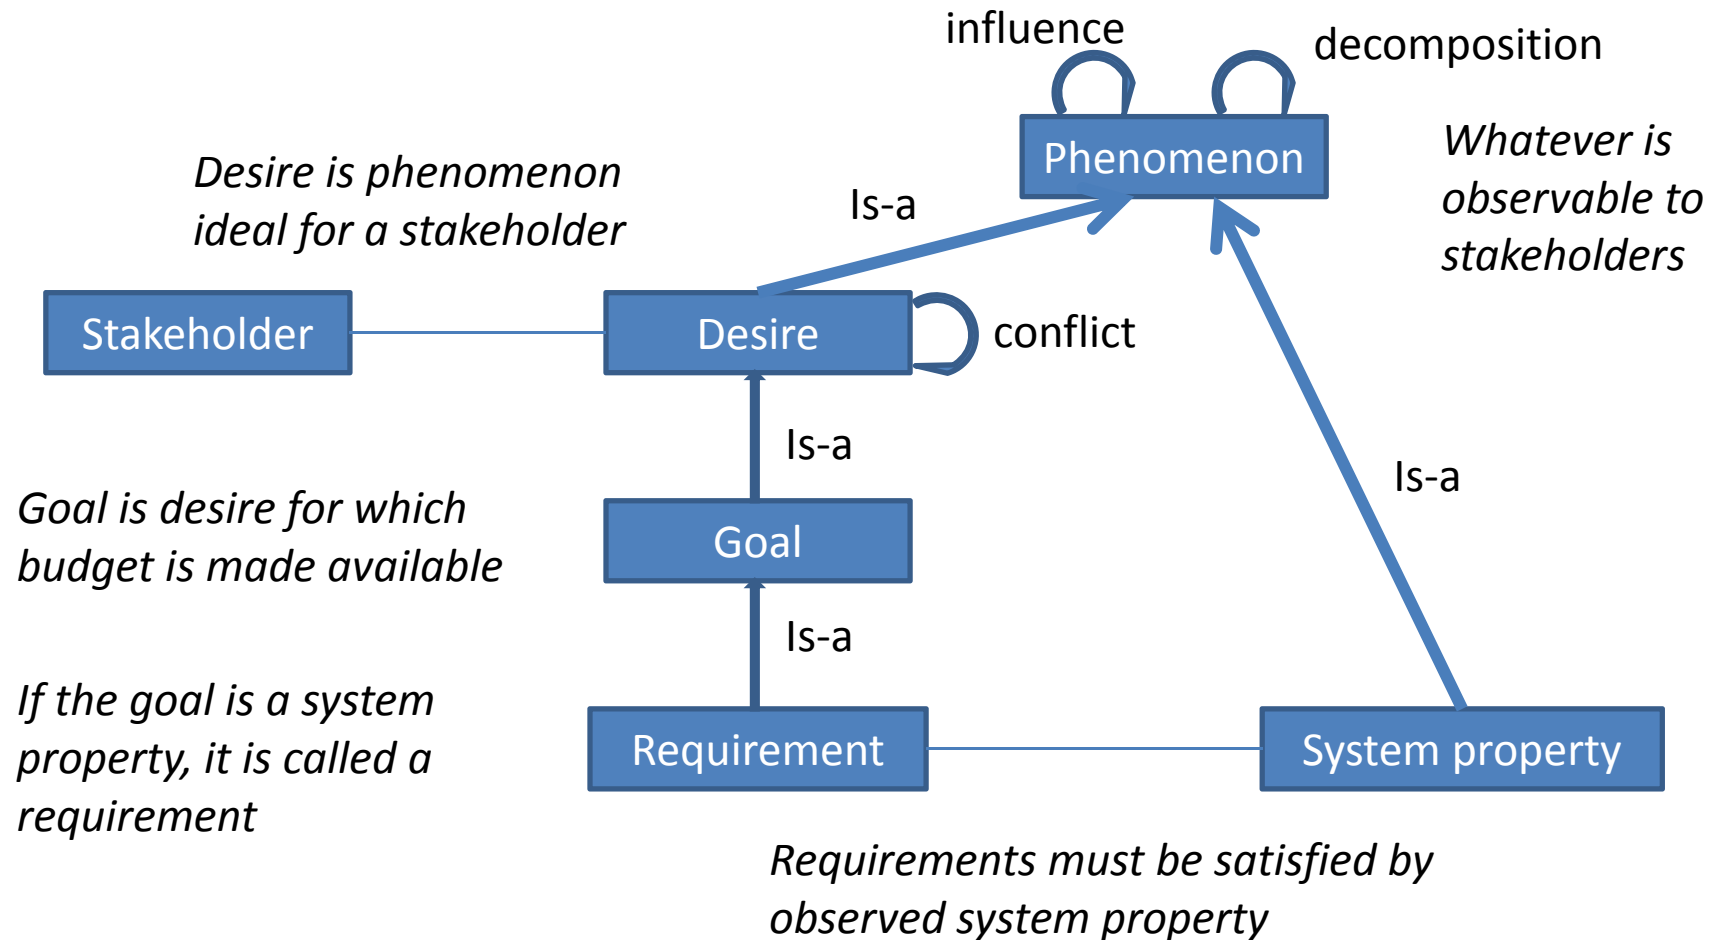 influence
decomposition
Phenomenon
Whatever is
observable to
stakeholders
Desire is phenomenon
ideal for a stakeholder
Is-a
Stakeholder
Desire
conflict
Is-a
Is-a
Goal is desire for which
budget is made available
Goal
Is-a
If the goal is a system
property, it is called a
requirement
Requirement
System property
Requirements must be satisfied by
observed system property